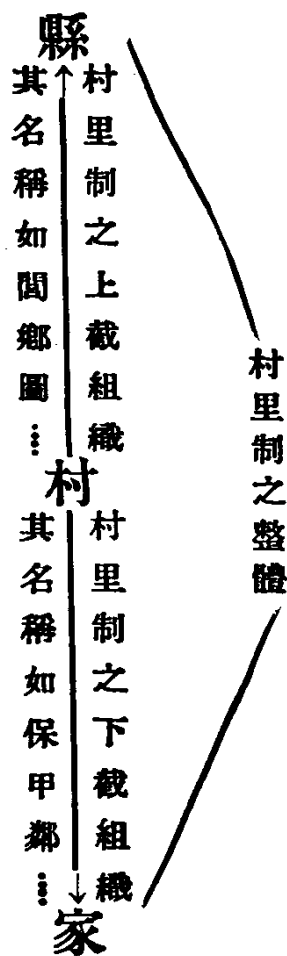 縣
村里制之上截組織
其名稱如閭鄉圖…
村
村里制之下截組織
其名稱如保甲鄰…
家
村里制之整體